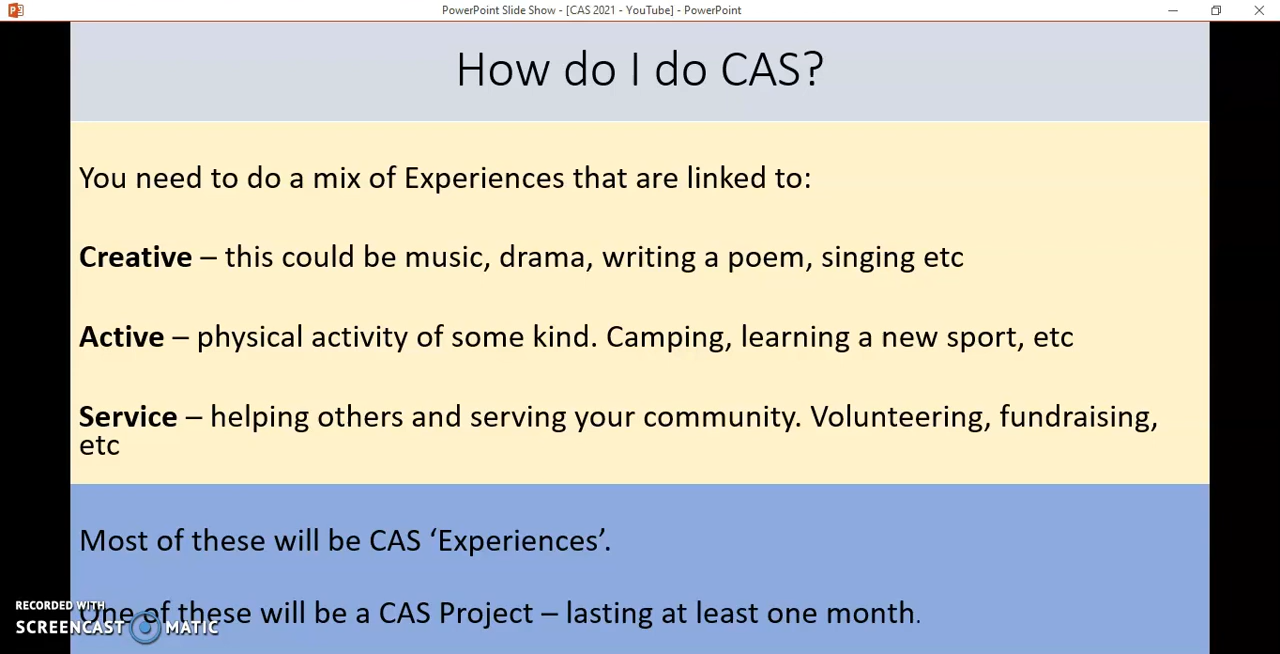 PowerPoint Slide Show - [CAS 2021 - YouTube] - PowerPoint
How do I do CAS?
You need to do a mix of Experiences that are linked to:
Creative – this could be music, drama, writing a poem, singing etc
Active – physical activity of some kind. Camping, learning a new sport, etc
Service – helping others and serving your community. Volunteering, fundraising,
etc
Most of these will be CAS ‘Experiences’.
One of these will be a CAS Project – lasting at least one month.
RECORDED WITH
SCREENCAST MATIC